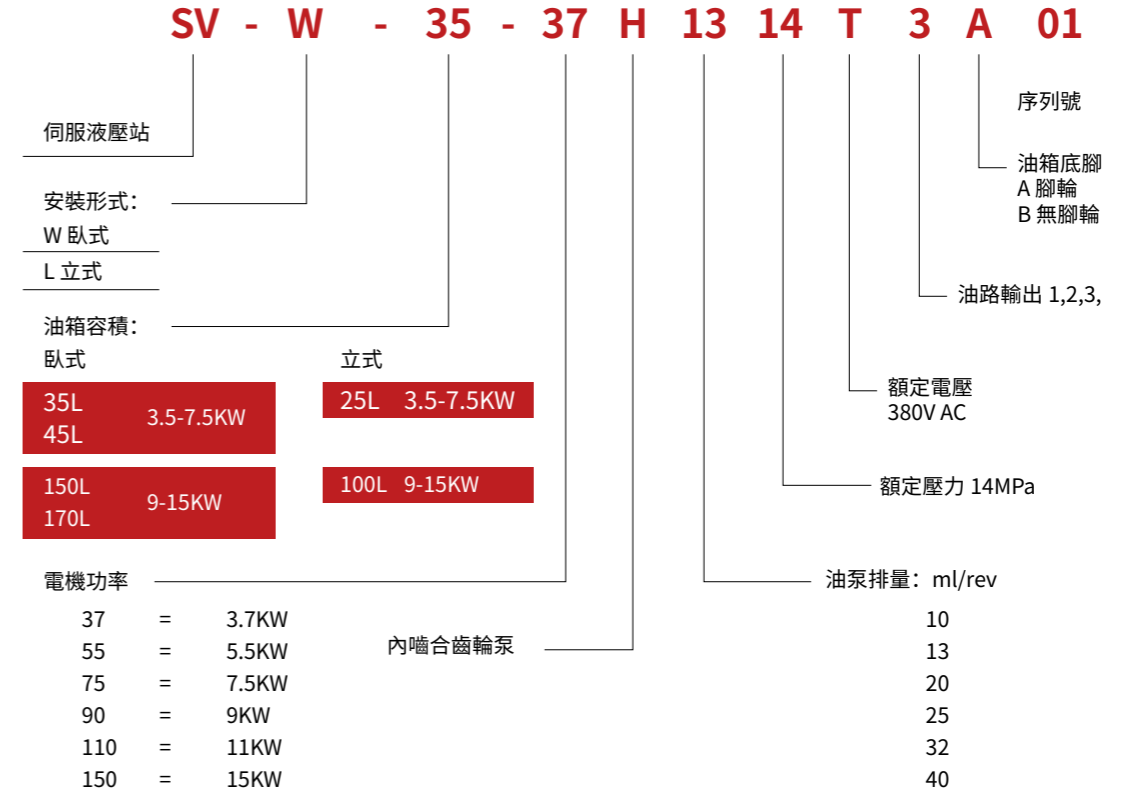 SV - W - 35 - 37 H 13 14 T 3 A 01
序列號
伺服液壓站
油箱底腳
A 腳輪
B 無腳輪
安裝形式：
W 臥式
L 立式
油路輸出 1,2,3,
油箱容積：
臥式
立式
35L
45L
3.5-7.5KW
25L 3.5-7.5KW
額定電壓
380V AC
150L
170L
9-15KW
100L 9-15KW
額定壓力 14MPa
電機功率
37 = 3.7KW
55 = 5.5KW
75 = 7.5KW
90 = 9KW
110 = 11KW
150 = 15KW
內嚙合齒輪泵
油泵排量：ml/rev
10
13
20
25
32
40